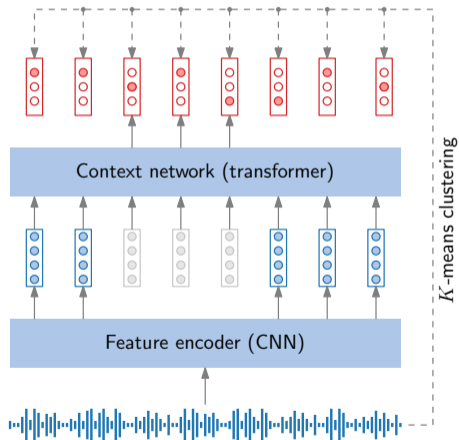 Context network (transformer)
K-means clustering
Feature encoder (CNN)